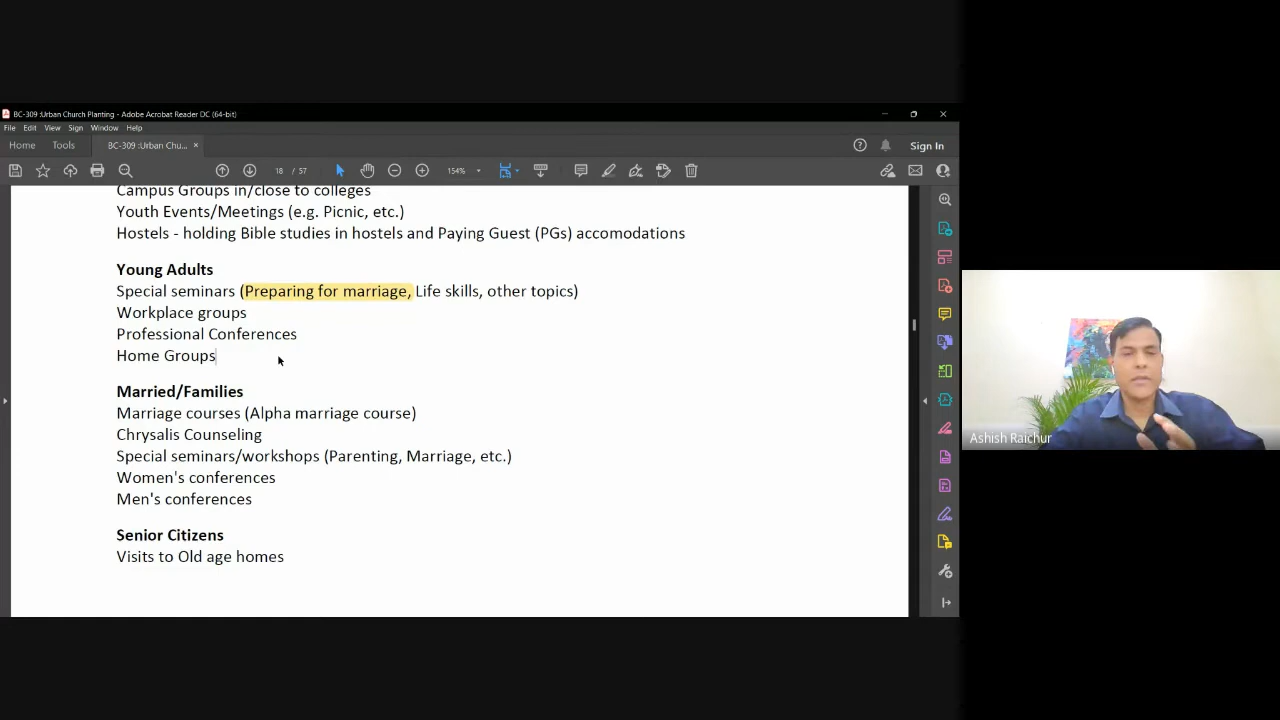 BC-309 :Urban Church Planting - Adobe Acrobat Reader DC (64-bit)
File Edit View Sign Window Help
Home Tools BC-309 :Urban Chu... × Sign In
18 / 57 154%
Campus Groups in/close to colleges
Youth Events/Meetings (e.g. Picnic, etc.)
Hostels - holding Bible studies in hostels and Paying Guest (PGs) accomodations
Young Adults
Special seminars (Preparing for marriage, Life skills, other topics)
Workplace groups
Professional Conferences
Home Groups
Married/Families
Marriage courses (Alpha marriage course)
Chrysalis Counseling
Special seminars/workshops (Parenting, Marriage, etc.)
Women's conferences
Men's conferences
Senior Citizens
Visits to Old age homes
Ashish Raichur